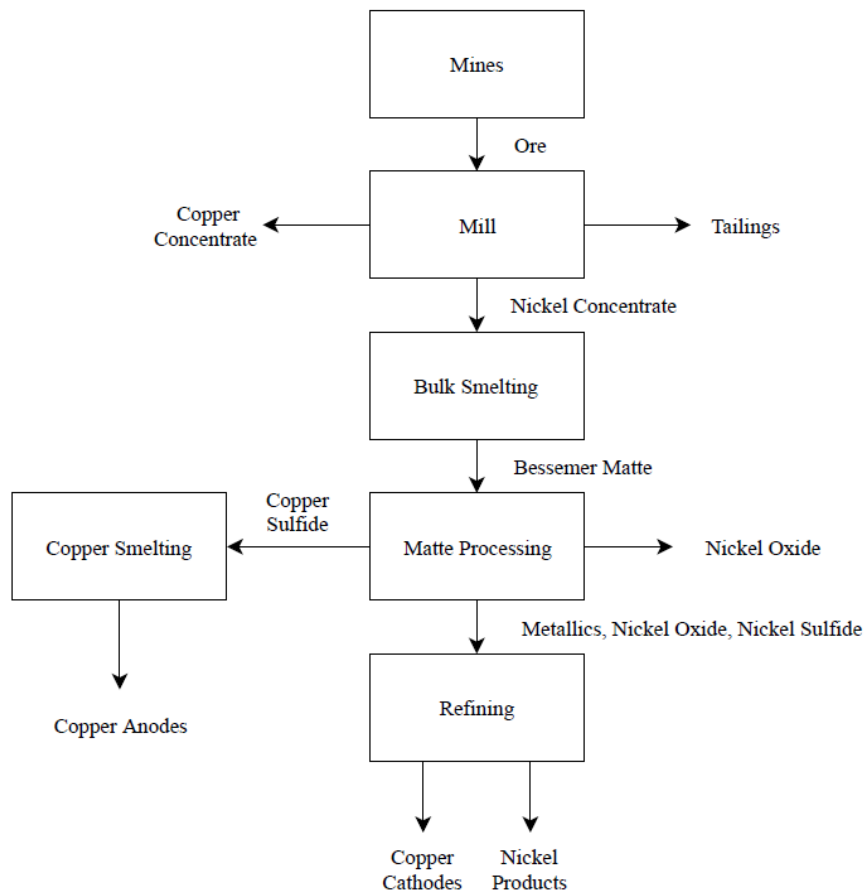 Mines
Ore
Copper
Concentrate
Mill
Tailings
Nickel Concentrate
Bulk Smelting
Bessemer Matte
Copper
Sulfide
Copper Smelting
Matte Processing
Nickel Oxide
Metallics, Nickel Oxide, Nickel Sulfide
Refining
Copper Anodes
Copper
Cathodes
Nickel
Products